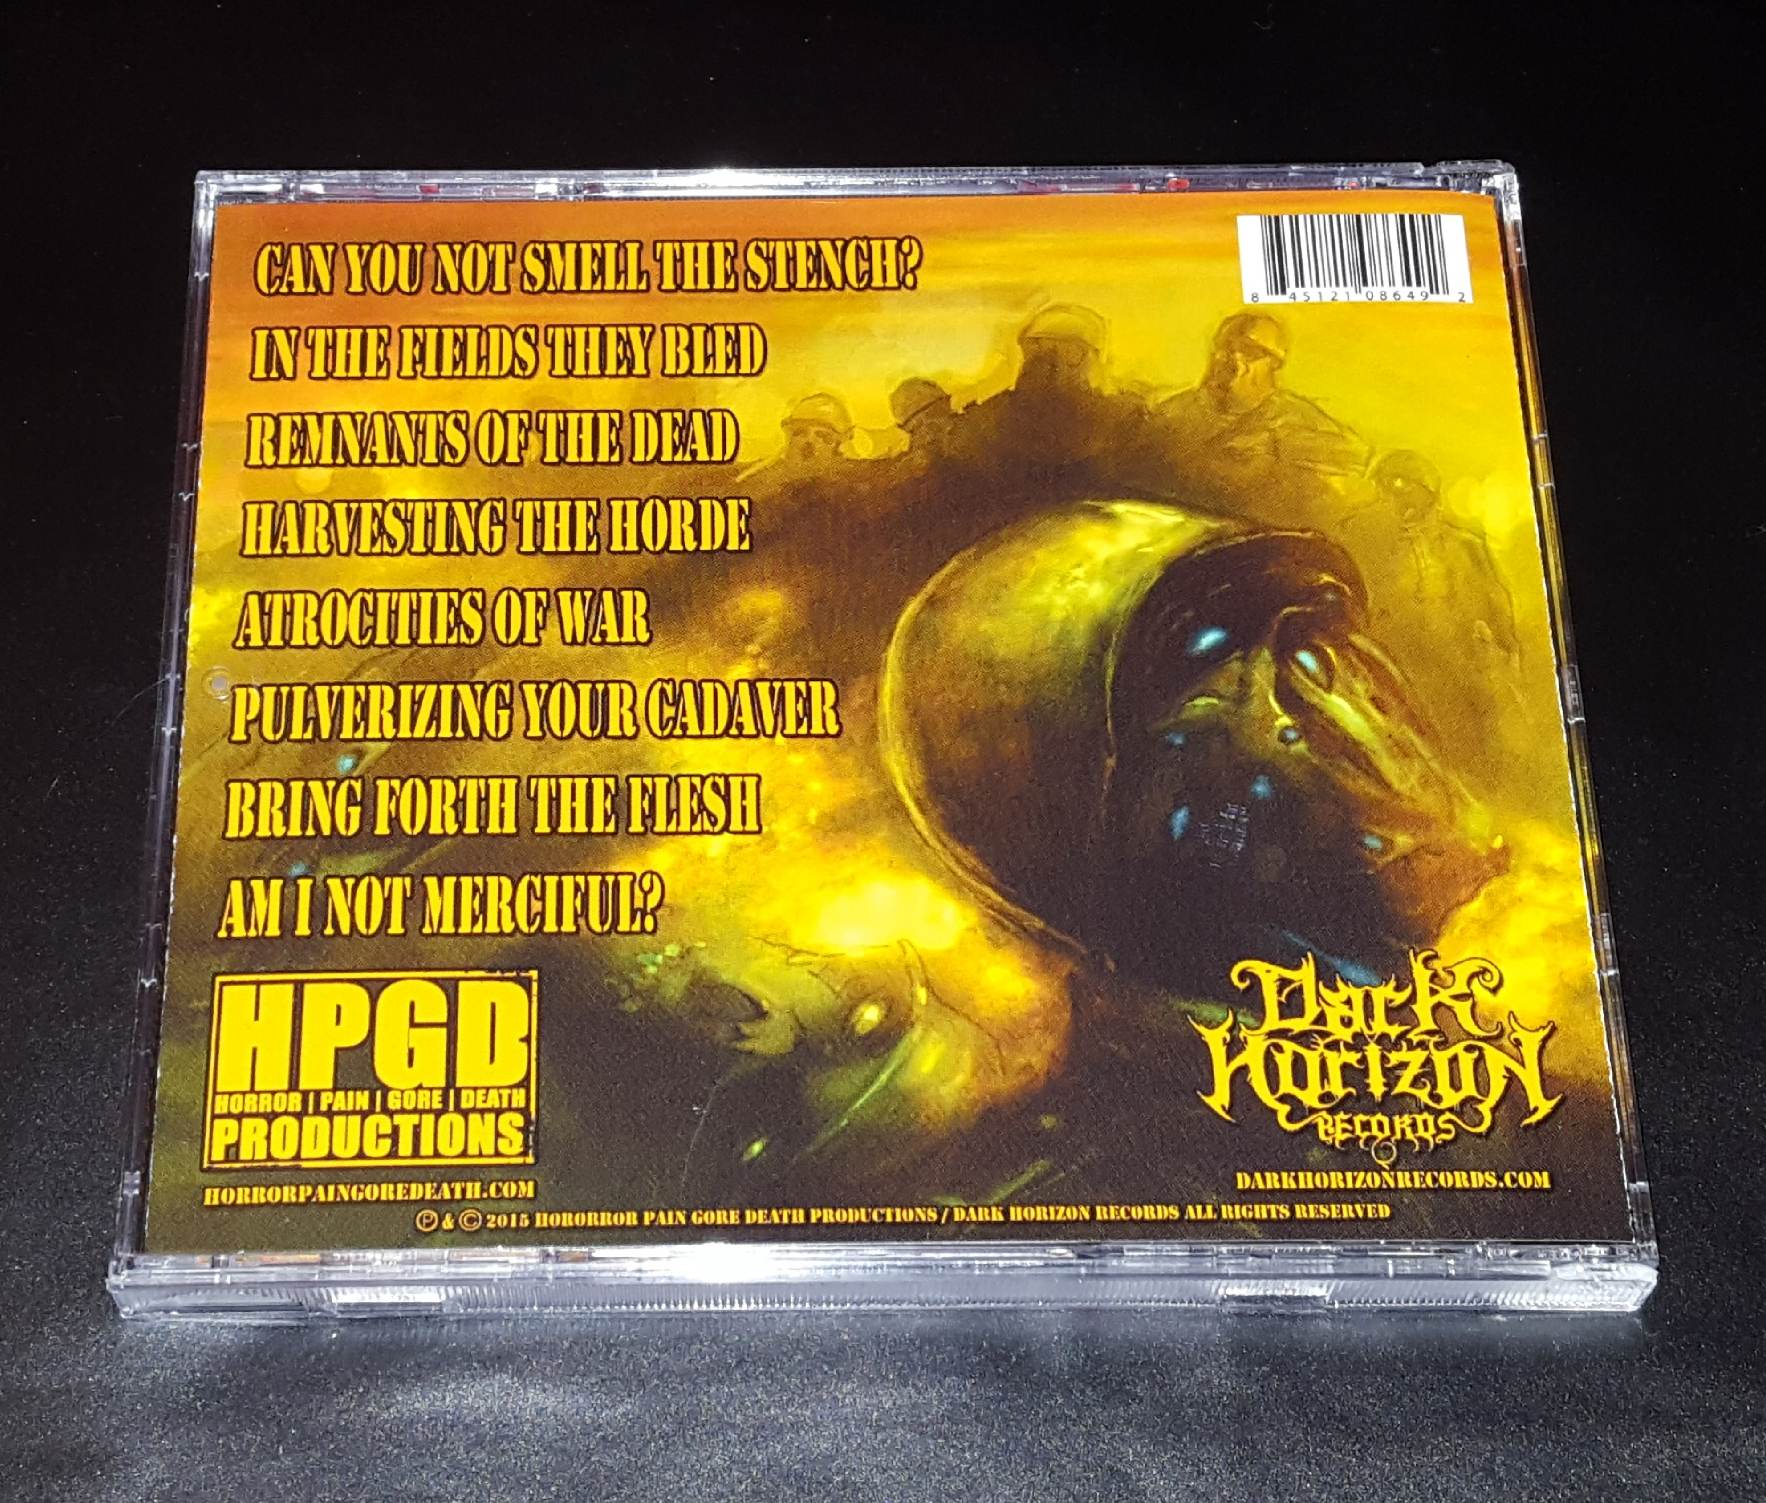 CAN YOU NOT SMELL THE STENCH?
IN THE FIELDS THEY BLED
REMNANTS OF THE DEAD
HARVESTING THE HORDE
ATROCITIES OF WAR
PULVERIZING YOUR CADAVER
BRING FORTH THE FLESH
AM I NOT MERCIFUL?
8 45121 08649 2
HPGD
HORROR | PAIN | GORE | DEATH
PRODUCTIONS
HORRORPAINGOREDEATH.COM
Dark
Horizon
RECORDS
DARKHORIZONRECORDS.COM
℗ & © 2015 HORORROR PAIN GORE DEATH PRODUCTIONS / DARK HORIZON RECORDS ALL RIGHTS RESERVED